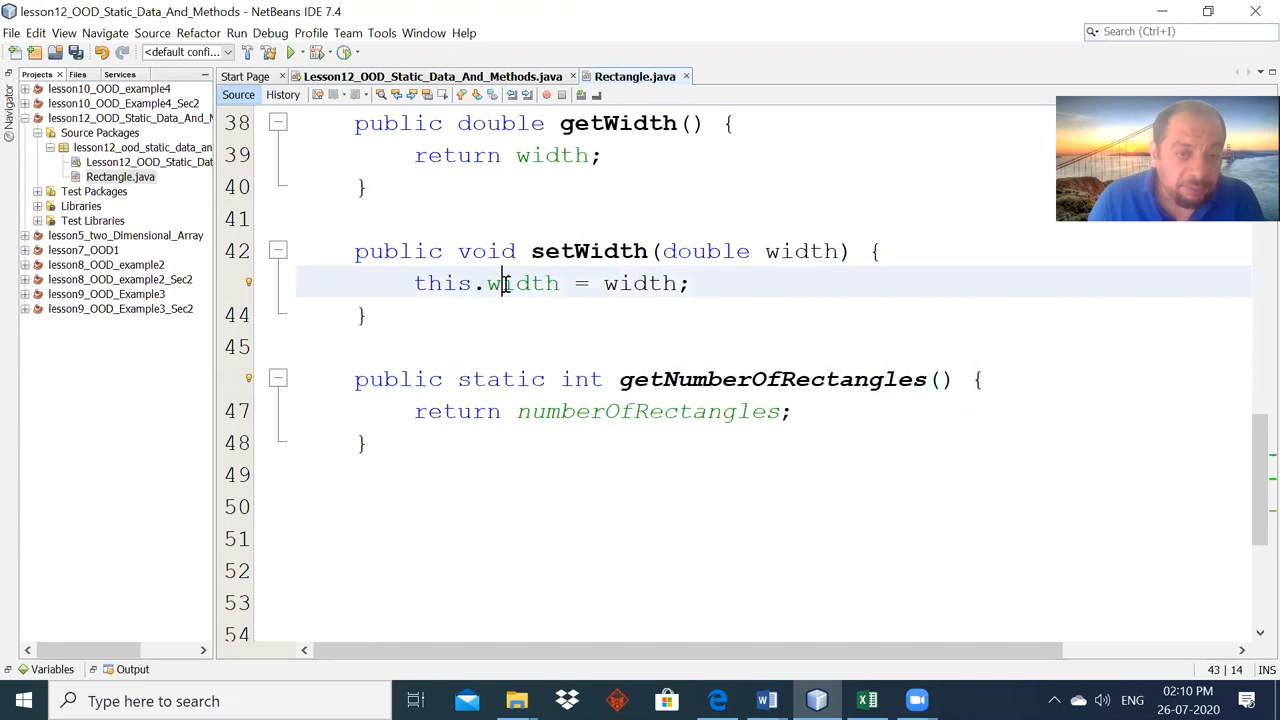 lesson12_OOD_Static_Data_And_Methods - NetBeans IDE 7.4
File Edit View Navigate Source Refactor Run Debug Profile Team Tools Window Help
Search (Ctrl+I)
<default confi...
Projects Files Services
Start Page Lesson12_OOD_Static_Data_And_Methods.java Rectangle.java
Source History
Navigator
lesson10_OOD_example4
lesson10_OOD_Example4_Sec2
lesson12_OOD_Static_Data_And_M
Source Packages
lesson12_ood_static_data_an
Lesson12_OOD_Static_Dat
Rectangle.java
Test Packages
Libraries
Test Libraries
lesson5_two_Dimensional_Array
lesson7_OOD1
lesson8_OOD_example2
lesson8_OOD_example2_Sec2
lesson9_OOD_Example3
lesson9_OOD_Example3_Sec2
38 public double getWidth() {
39 return width;
40 }
41
42 public void setWidth(double width) {
this.width = width;
44 }
45
public static int getNumberOfRectangles() {
47 return numberOfRectangles;
48 }
49
50
51
52
53
54
Variables Output
43 | 14 INS
Type here to search
ENG
02:10 PM
26-07-2020